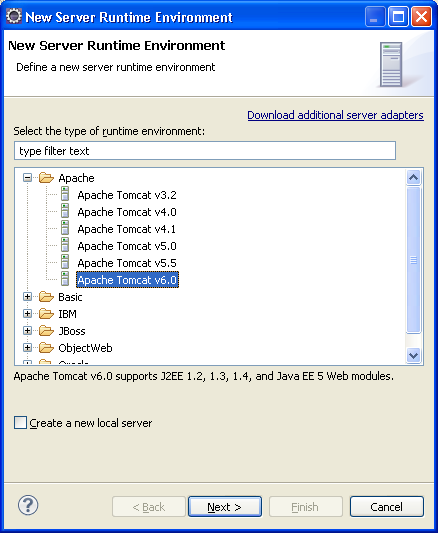 New Server Runtime Environment
New Server Runtime Environment
Define a new server runtime environment
Download additional server adapters
Select the type of runtime environment:
type filter text
Apache
Apache Tomcat v3.2
Apache Tomcat v4.0
Apache Tomcat v4.1
Apache Tomcat v5.0
Apache Tomcat v5.5
Apache Tomcat v6.0
Basic
IBM
JBoss
ObjectWeb
Apache Tomcat v6.0 supports J2EE 1.2, 1.3, 1.4, and Java EE 5 Web modules.
Create a new local server
? < Back Next > Finish Cancel